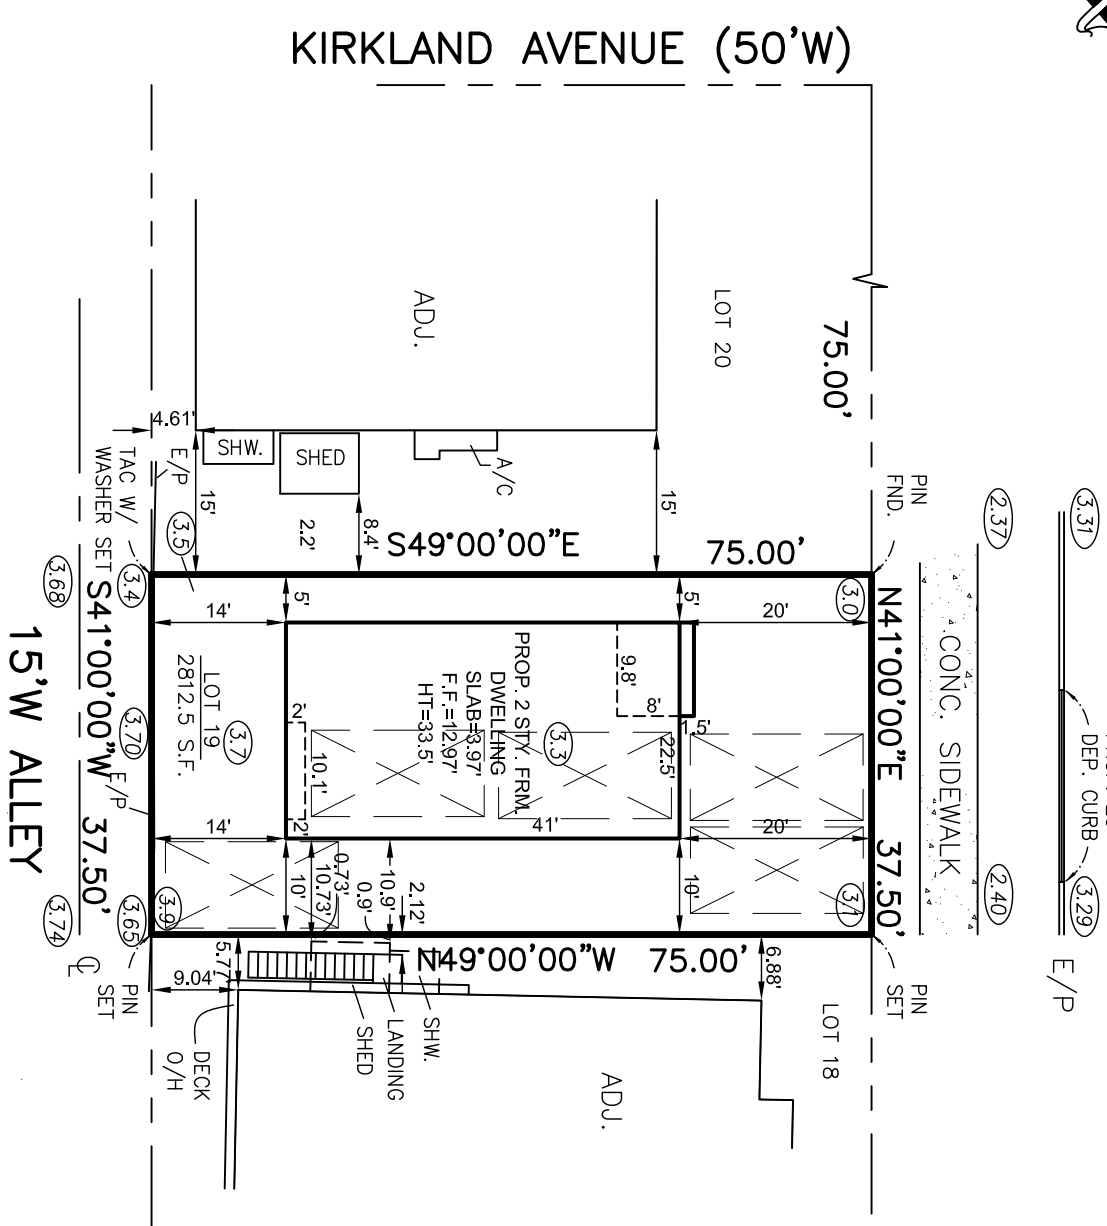 KIRKLAND AVENUE (50'W)
75.00'
LOT 20
ADJ.
4.61'
SHW.
SHED
A/C
E/P
TAC W/
WASHER SET
15'
15'
2.2'
8.4'
PIN
FND.
2.37
3.31
S49°00'00"E 75.00'
3.5
3.4
3.68
3.0
14'
5'
5'
20'
S41°00'00"W 37.50'
N41°00'00"E 37.50'
CONC. SIDEWALK
DEP. CURB
15'W ALLEY
3.70
E/P
LOT 19
2812.5 S.F.
3.7
PROP. 2 STY. FRM.
DWELLING
SLAB=3.97'
F.F.=12.97'
HT=33.5'
3.3
9.8'
8'
1.5'
22.5'
2'
10.1'
2'
41'
14'
20'
10'
10'
0.73'
10.73'
0.9'
10.9'
2.12'
3.9
3.1
3.65
3.74
2.40
3.29
E/P
N49°00'00"W 75.00'
5.77'
9.04'
6.88'
PIN
SET
PIN
SET
LOT 18
SHW.
LANDING
SHED
DECK
O/H
ADJ.